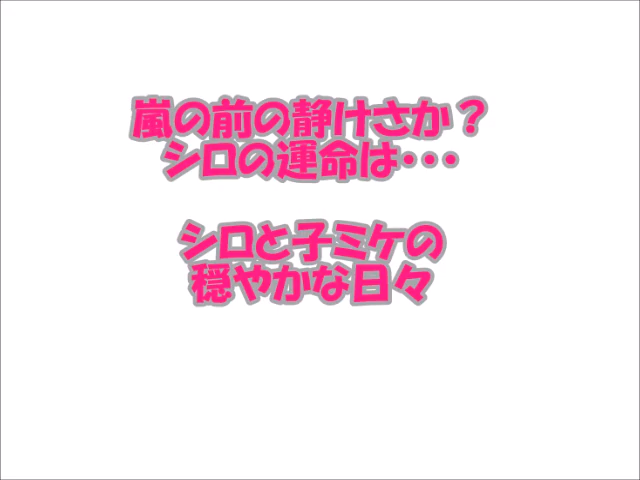 嵐の前の静けさか？
シロの運命は･･･
シロと子ミケの
穏やかな日々